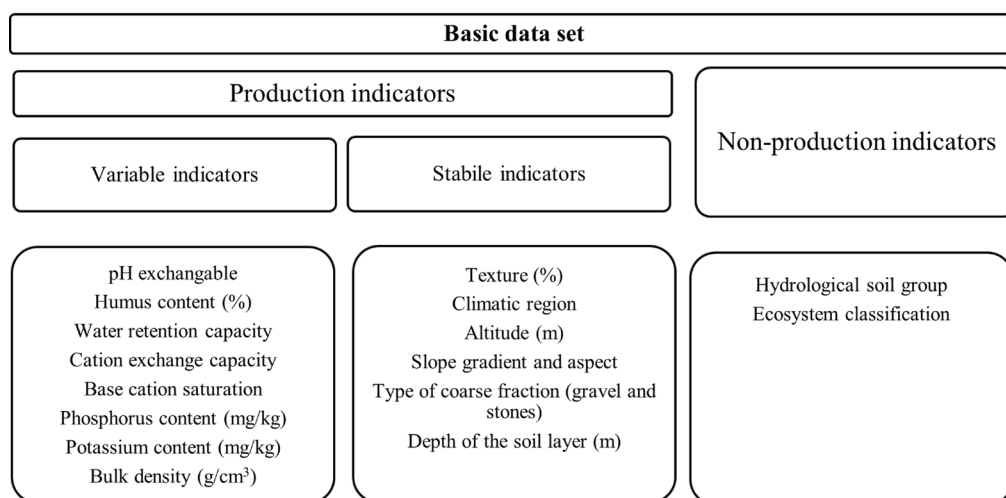 Basic data set
Production indicators
Non-production indicators
Variable indicators
Stabile indicators
pH exchangable
Humus content (%)
Water retention capacity
Cation exchange capacity
Base cation saturation
Phosphorus content (mg/kg)
Potassium content (mg/kg)
Bulk density (g/cm³)
Texture (%)
Climatic region
Altitude (m)
Slope gradient and aspect
Type of coarse fraction (gravel and
stones)
Depth of the soil layer (m)
Hydrological soil group
Ecosystem classification